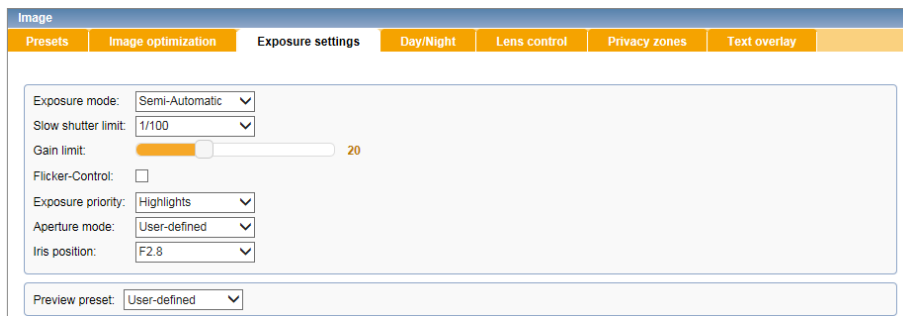 Image
Presets Image optimization Exposure settings Day/Night Lens control Privacy zones Text overlay
Exposure mode: Semi-Automatic
Slow shutter limit: 1/100
Gain limit: 20
Flicker-Control:
Exposure priority: Highlights
Aperture mode: User-defined
Iris position: F2.8
Preview preset: User-defined